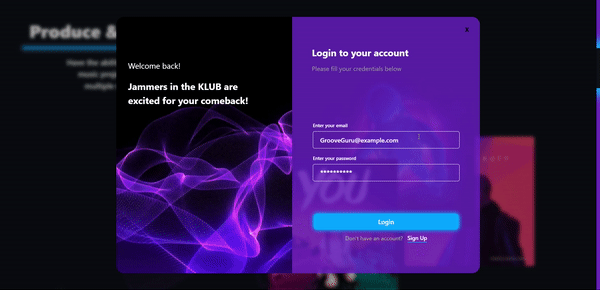 Produce &
Have the abili
music proj
multiple
Welcome back!
Jammers in the KLUB are
excited for your comeback!
x
Login to your account
Please fill your credentials below
Enter your email
GrooveGuru@example.com
Enter your password
**********
YOU
Login
Don't have an account? Sign Up